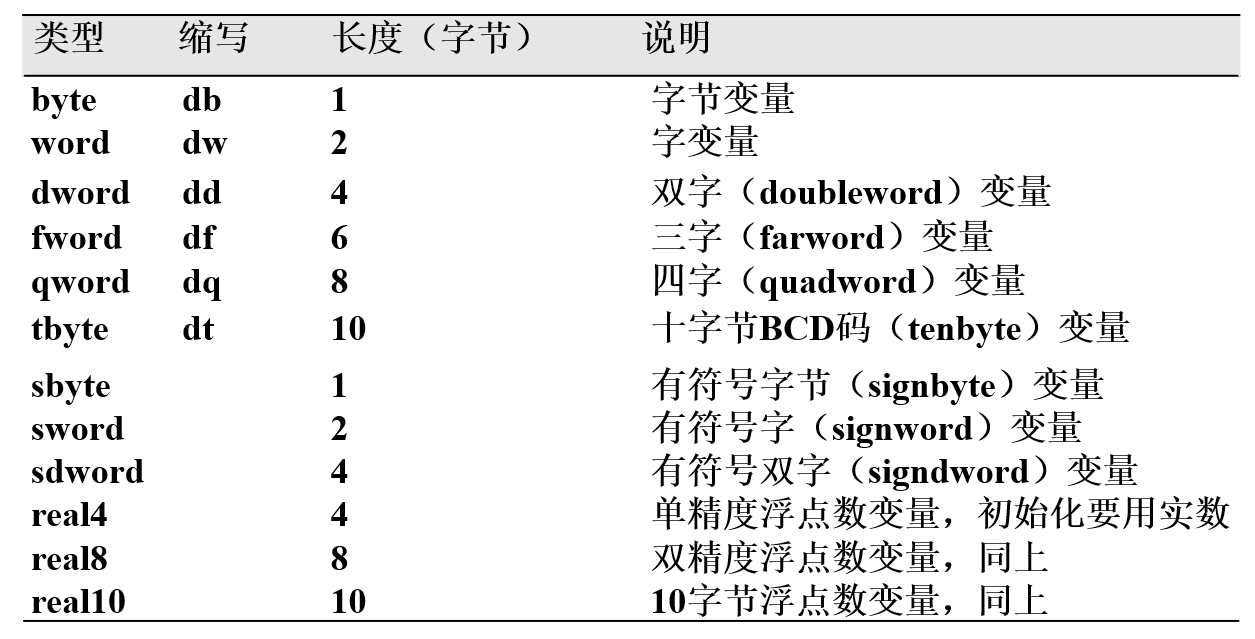 类型 缩写 长度（字节） 说明
byte db 1 字节变量
word dw 2 字变量
dword dd 4 双字（doubleword）变量
fword df 6 三字（farword）变量
qword dq 8 四字（quadword）变量
tbyte dt 10 十字节BCD码（tenbyte）变量
sbyte 1 有符号字节（signbyte）变量
sword 2 有符号字（signword）变量
sdword 4 有符号双字（signdword）变量
real4 4 单精度浮点数变量，初始化要用实数
real8 8 双精度浮点数变量，同上
real10 10 10字节浮点数变量，同上